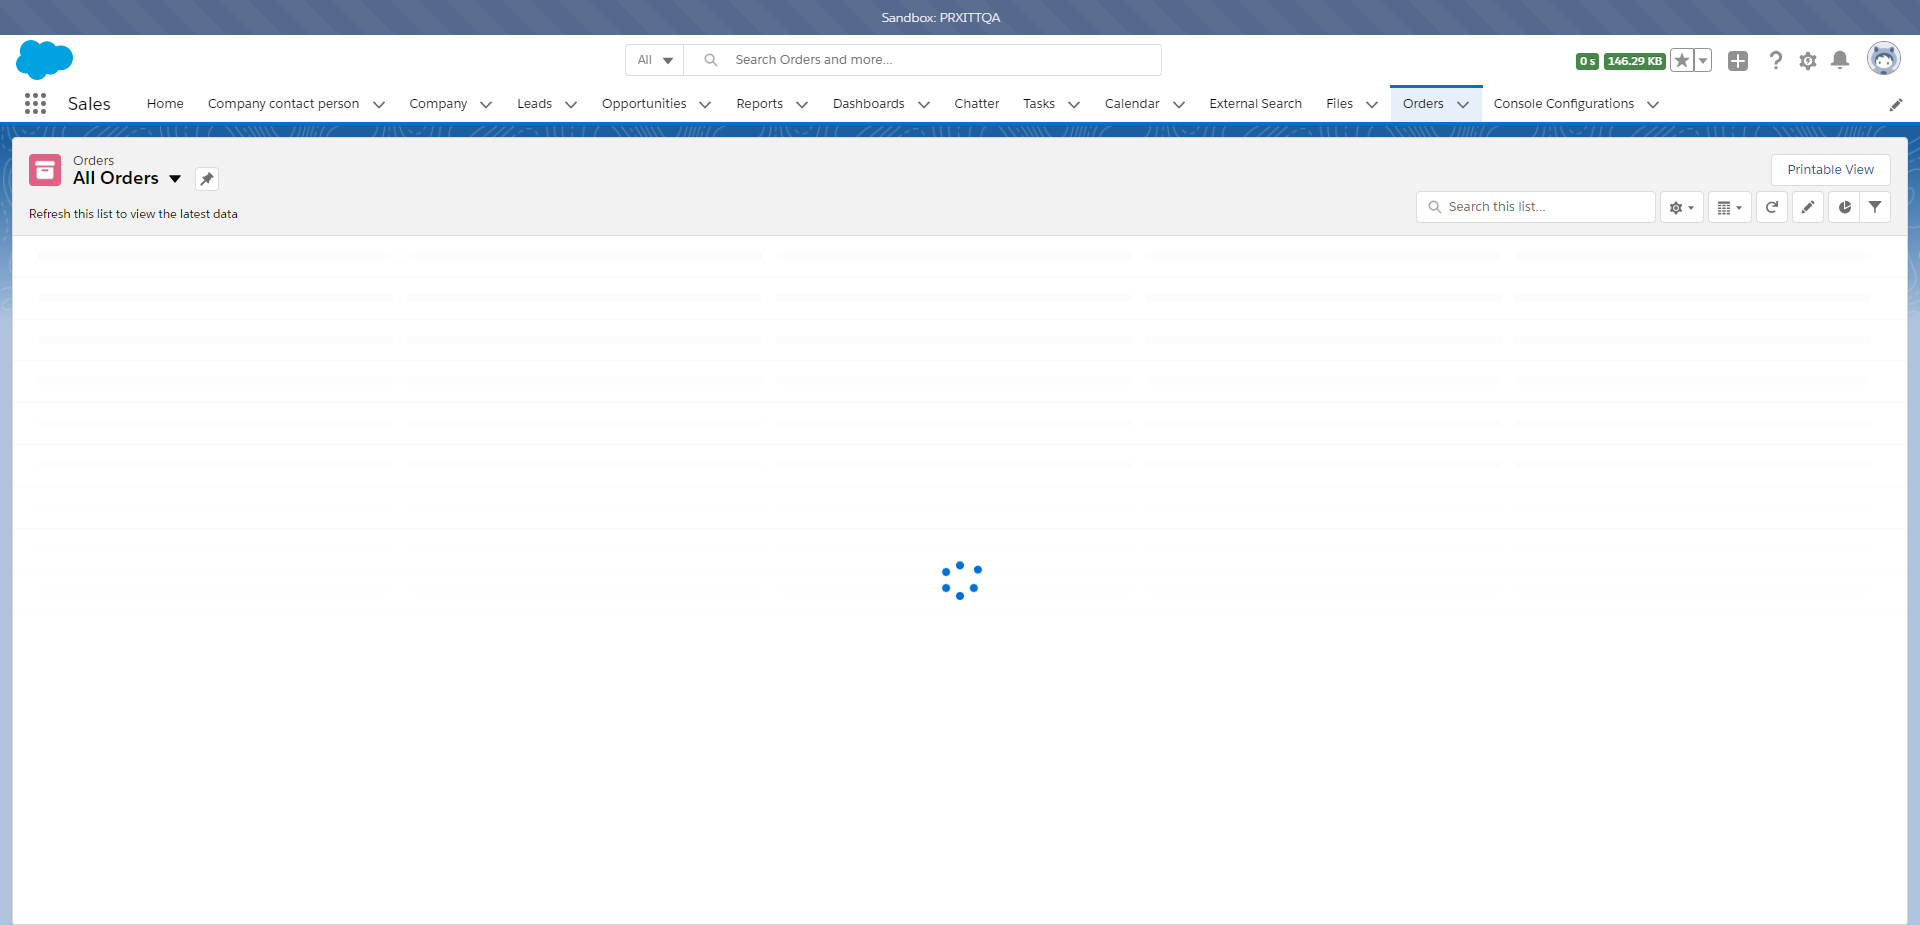 Sandbox: PRXITTQA
All
Search Orders and more...
0 s
146.29 KB
Sales
Home
Company contact person
Company
Leads
Opportunities
Reports
Dashboards
Chatter
Tasks
Calendar
External Search
Files
Orders
Console Configurations
Orders
All Orders
Printable View
Refresh this list to view the latest data
Search this list...